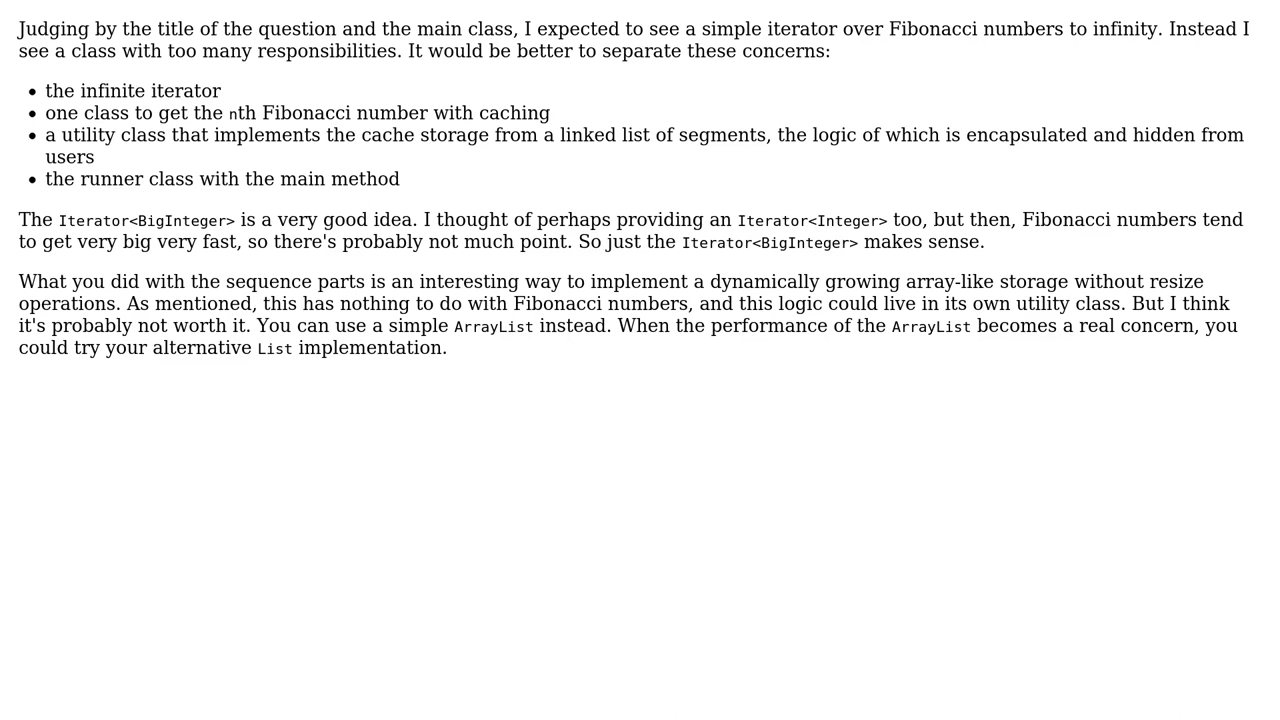 Judging by the title of the question and the main class, I expected to see a simple iterator over Fibonacci numbers to infinity. Instead I
see a class with too many responsibilities. It would be better to separate these concerns:
• the infinite iterator
• one class to get the nth Fibonacci number with caching
• a utility class that implements the cache storage from a linked list of segments, the logic of which is encapsulated and hidden from
users
• the runner class with the main method
The Iterator<BigInteger> is a very good idea. I thought of perhaps providing an Iterator<Integer> too, but then, Fibonacci numbers tend
to get very big very fast, so there's probably not much point. So just the Iterator<BigInteger> makes sense.
What you did with the sequence parts is an interesting way to implement a dynamically growing array-like storage without resize
operations. As mentioned, this has nothing to do with Fibonacci numbers, and this logic could live in its own utility class. But I think
it's probably not worth it. You can use a simple ArrayList instead. When the performance of the ArrayList becomes a real concern, you
could try your alternative List implementation.